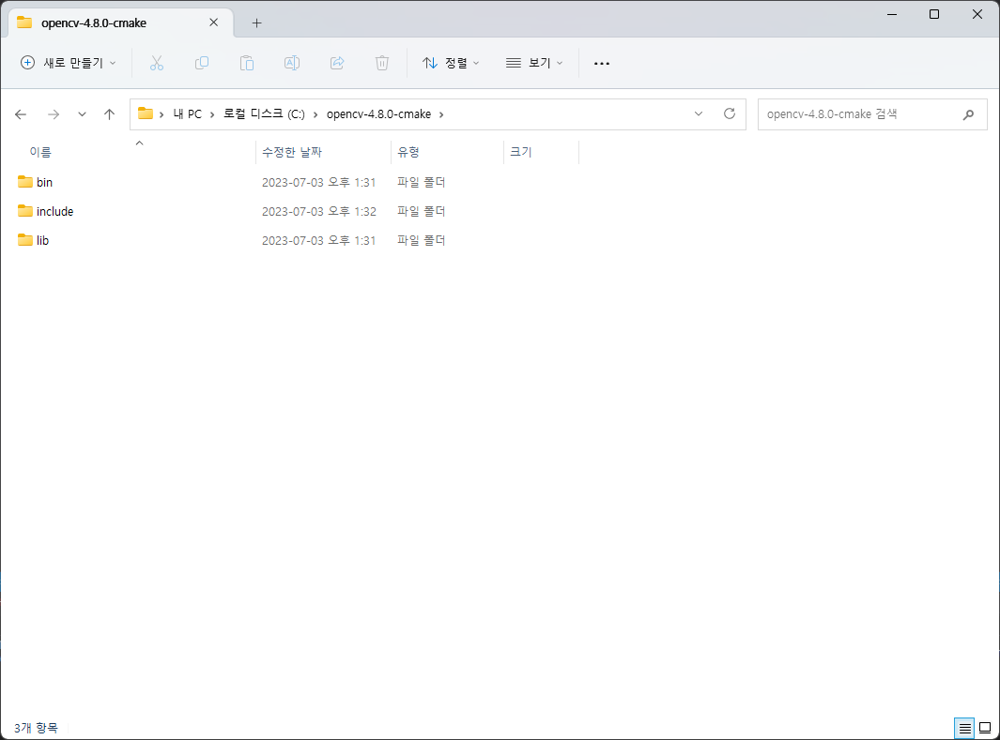 opencv-4.8.0-cmake
새로 만들기 정렬 보기
내 PC 로컬 디스크 (C:) opencv-4.8.0-cmake opencv-4.8.0-cmake 검색
이름 수정한 날짜 유형 크기
bin 2023-07-03 오후 1:31 파일 폴더
include 2023-07-03 오후 1:32 파일 폴더
lib 2023-07-03 오후 1:31 파일 폴더
3개 항목